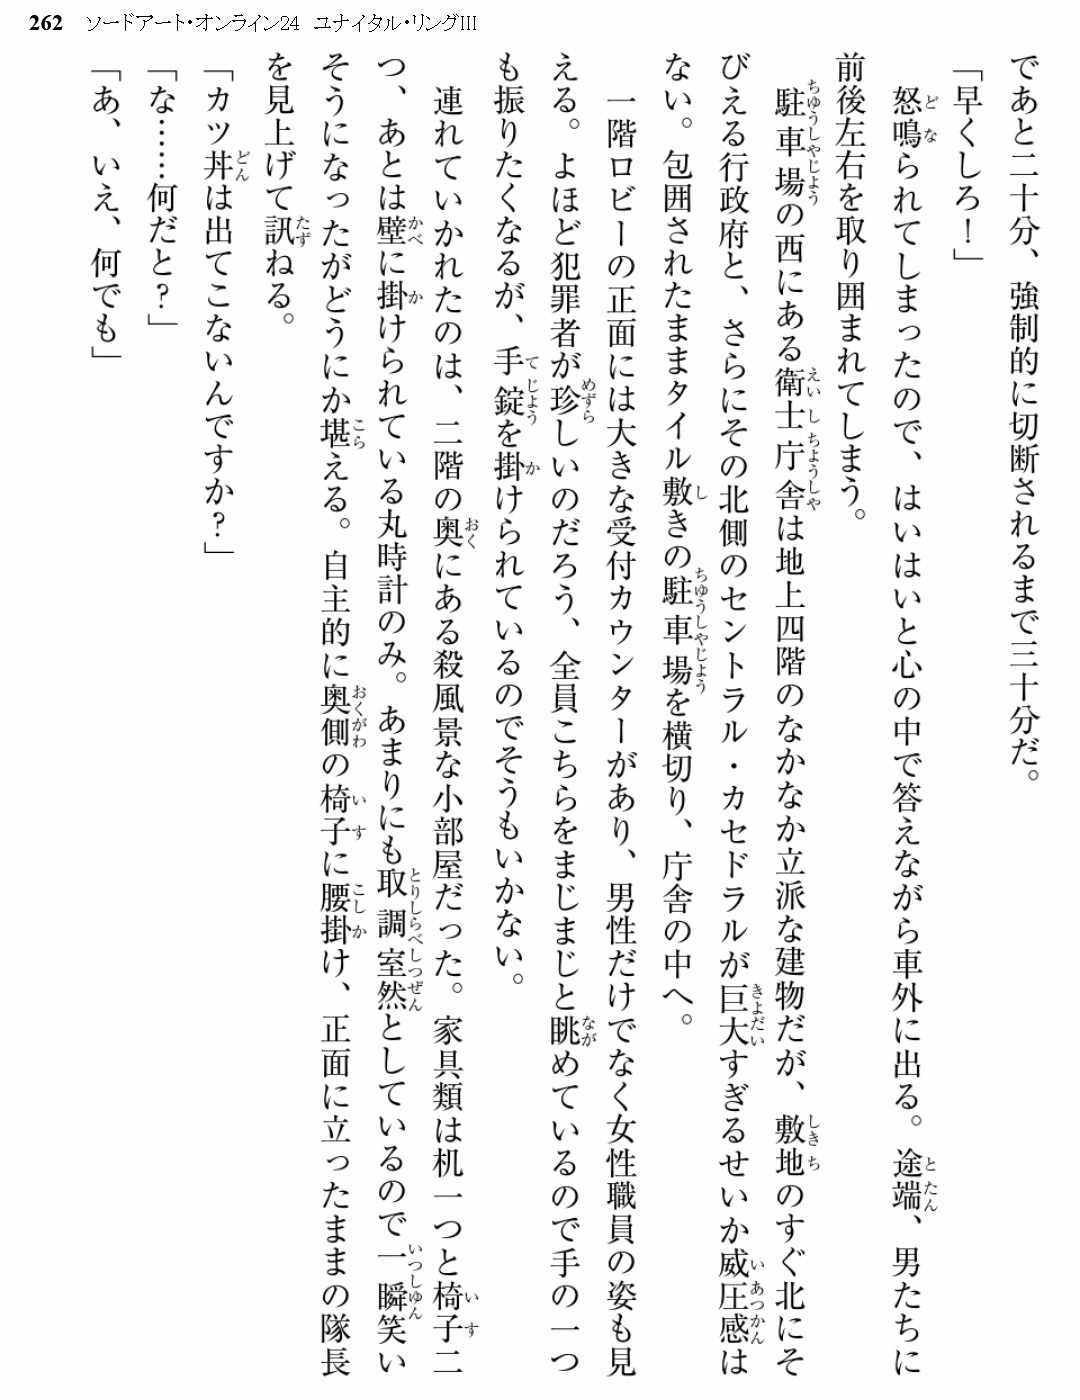 262 ソードアート・オンライン24 ユナイタル・リングIII
であと二十分、強制的に切断されるまで三十分だ。
「早くしろ！」
怒鳴られてしまったので、はいはいと心の中で答えながら車外に出る。途端、男たちに
前後左右を取り囲まれてしまう。
駐車場の西にある衛士庁舎は地上四階のなかなか立派な建物だが、敷地のすぐ北にそ
びえる行政府と、さらにその北側のセントラル・カセドラルが巨大すぎるせいか威圧感は
ない。包囲されたままタイル敷きの駐車場を横切り、庁舎の中へ。
一階ロビーの正面には大きな受付カウンターがあり、男性だけでなく女性職員の姿も見
える。よほど犯罪者が珍しいのだろう、全員こちらをまじまじと眺めているので手の一つ
も振りたくなるが、手錠を掛けられているのでそうもいかない。
連れていかれたのは、二階の奥にある殺風景な小部屋だった。家具類は机一つと椅子二
つ、あとは壁に掛けられている丸時計のみ。あまりにも取調室然としているので一瞬笑い
そうになったがどうにか堪える。自主的に奥側の椅子に腰掛け、正面に立ったままの隊長
を見上げて訊ねる。
「カツ丼は出てこないんですか？」
「な……何だと？」
「あ、いえ、何でも」